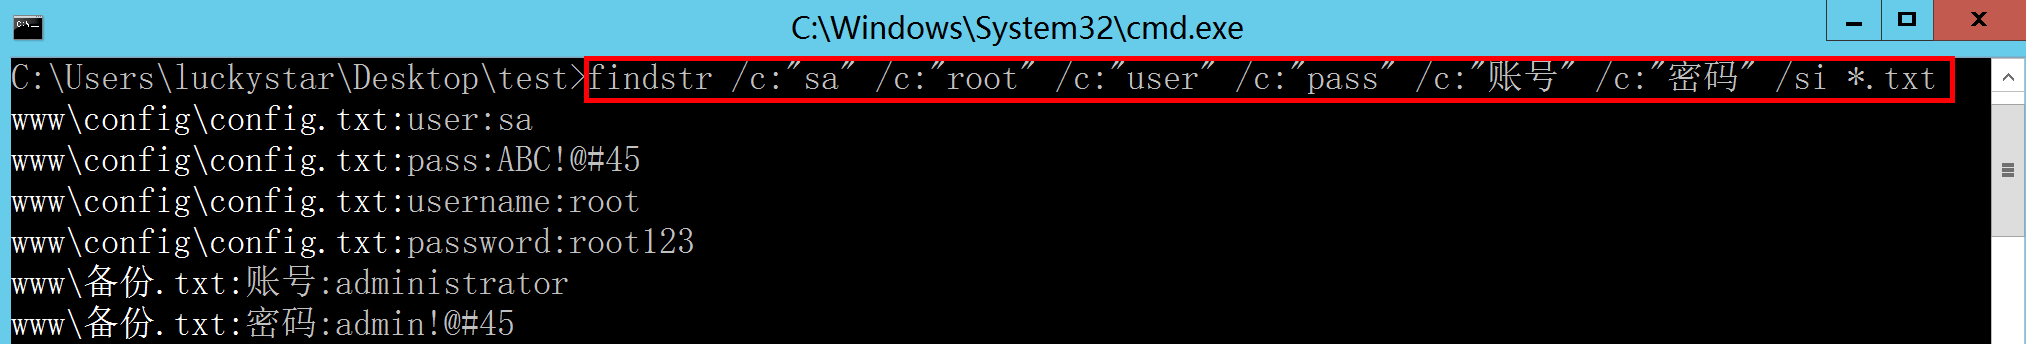 C:\Windows\System32\cmd.exe
C:\Users\luckystar\Desktop\test>findstr /c:"sa" /c:"root" /c:"user" /c:"pass" /c:"账号" /c:"密码" /si *.txt
www\config\config.txt:user:sa
www\config\config.txt:pass:ABC!@#45
www\config\config.txt:username:root
www\config\config.txt:password:root123
www\备份.txt:账号:administrator
www\备份.txt:密码:admin!@#45